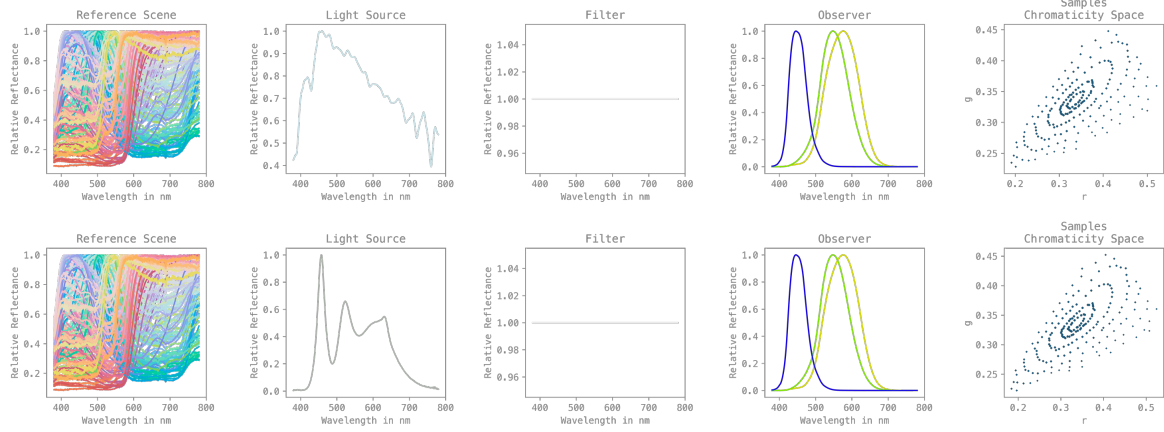 Reference Scene
Relative Reflectance
1.0
0.8
0.6
0.4
0.2
400 500 600 700 800
Wavelength in nm
Light Source
Relative Reflectance
1.0
0.9
0.8
0.7
0.6
0.5
0.4
400 500 600 700 800
Wavelength in nm
Filter
Relative Reflectance
1.04
1.02
1.00
0.98
0.96
400 500 600 700 800
Wavelength in nm
Observer
Relative Reflectance
1.0
0.8
0.6
0.4
0.2
0.0
400 500 600 700 800
Wavelength in nm
Samples
Chromaticity Space
g
0.45
0.40
0.35
0.30
0.25
0.2 0.3 0.4 0.5
r
Reference Scene
Relative Reflectance
1.0
0.8
0.6
0.4
0.2
400 500 600 700 800
Wavelength in nm
Light Source
Relative Reflectance
1.0
0.8
0.6
0.4
0.2
0.0
400 500 600 700 800
Wavelength in nm
Filter
Relative Reflectance
1.04
1.02
1.00
0.98
0.96
400 500 600 700 800
Wavelength in nm
Observer
Relative Reflectance
1.0
0.8
0.6
0.4
0.2
0.0
400 500 600 700 800
Wavelength in nm
Samples
Chromaticity Space
g
0.45
0.40
0.35
0.30
0.25
0.2 0.3 0.4 0.5
r